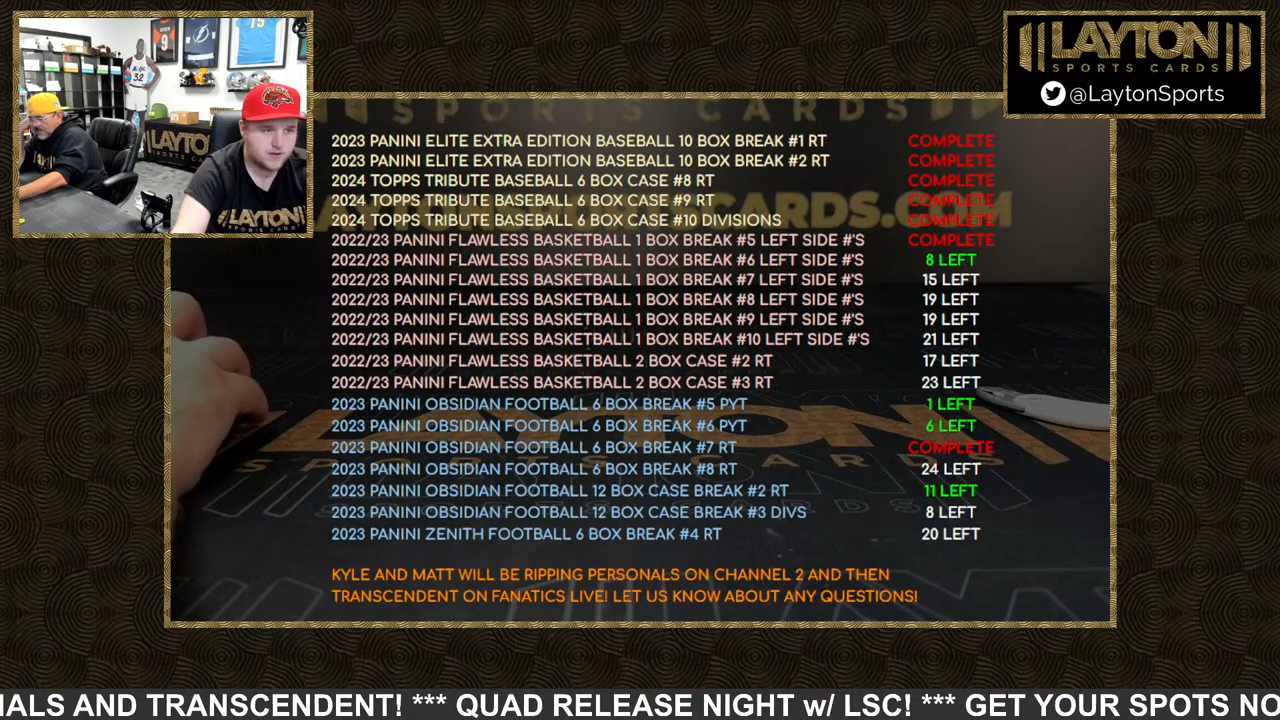 LAYTON
SPORTS CARDS
@LaytonSports
2023 PANINI ELITE EXTRA EDITION BASEBALL 10 BOX BREAK #1 RT COMPLETE
2023 PANINI ELITE EXTRA EDITION BASEBALL 10 BOX BREAK #2 RT COMPLETE
2024 TOPPS TRIBUTE BASEBALL 6 BOX CASE #8 RT COMPLETE
2024 TOPPS TRIBUTE BASEBALL 6 BOX CASE #9 RT COMPLETE
2024 TOPPS TRIBUTE BASEBALL 6 BOX CASE #10 DIVISIONS COMPLETE
2022/23 PANINI FLAWLESS BASKETBALL 1 BOX BREAK #5 LEFT SIDE #'S COMPLETE
2022/23 PANINI FLAWLESS BASKETBALL 1 BOX BREAK #6 LEFT SIDE #'S 8 LEFT
2022/23 PANINI FLAWLESS BASKETBALL 1 BOX BREAK #7 LEFT SIDE #'S 15 LEFT
2022/23 PANINI FLAWLESS BASKETBALL 1 BOX BREAK #8 LEFT SIDE #'S 19 LEFT
2022/23 PANINI FLAWLESS BASKETBALL 1 BOX BREAK #9 LEFT SIDE #'S 19 LEFT
2022/23 PANINI FLAWLESS BASKETBALL 1 BOX BREAK #10 LEFT SIDE #'S 21 LEFT
2022/23 PANINI FLAWLESS BASKETBALL 2 BOX CASE #2 RT 17 LEFT
2022/23 PANINI FLAWLESS BASKETBALL 2 BOX CASE #3 RT 23 LEFT
2023 PANINI OBSIDIAN FOOTBALL 6 BOX BREAK #5 PYT 1 LEFT
2023 PANINI OBSIDIAN FOOTBALL 6 BOX BREAK #6 PYT 6 LEFT
2023 PANINI OBSIDIAN FOOTBALL 6 BOX BREAK #7 RT COMPLETE
2023 PANINI OBSIDIAN FOOTBALL 6 BOX BREAK #8 RT 24 LEFT
2023 PANINI OBSIDIAN FOOTBALL 12 BOX CASE BREAK #2 RT 11 LEFT
2023 PANINI OBSIDIAN FOOTBALL 12 BOX CASE BREAK #3 DIVS 8 LEFT
2023 PANINI ZENITH FOOTBALL 6 BOX BREAK #4 RT 20 LEFT
KYLE AND MATT WILL BE RIPPING PERSONALS ON CHANNEL 2 AND THEN
TRANSCENDENT ON FANATICS LIVE! LET US KNOW ABOUT ANY QUESTIONS!
IALS AND TRANSCENDENT! *** QUAD RELEASE NIGHT w/ LSC! *** GET YOUR SPOTS NO